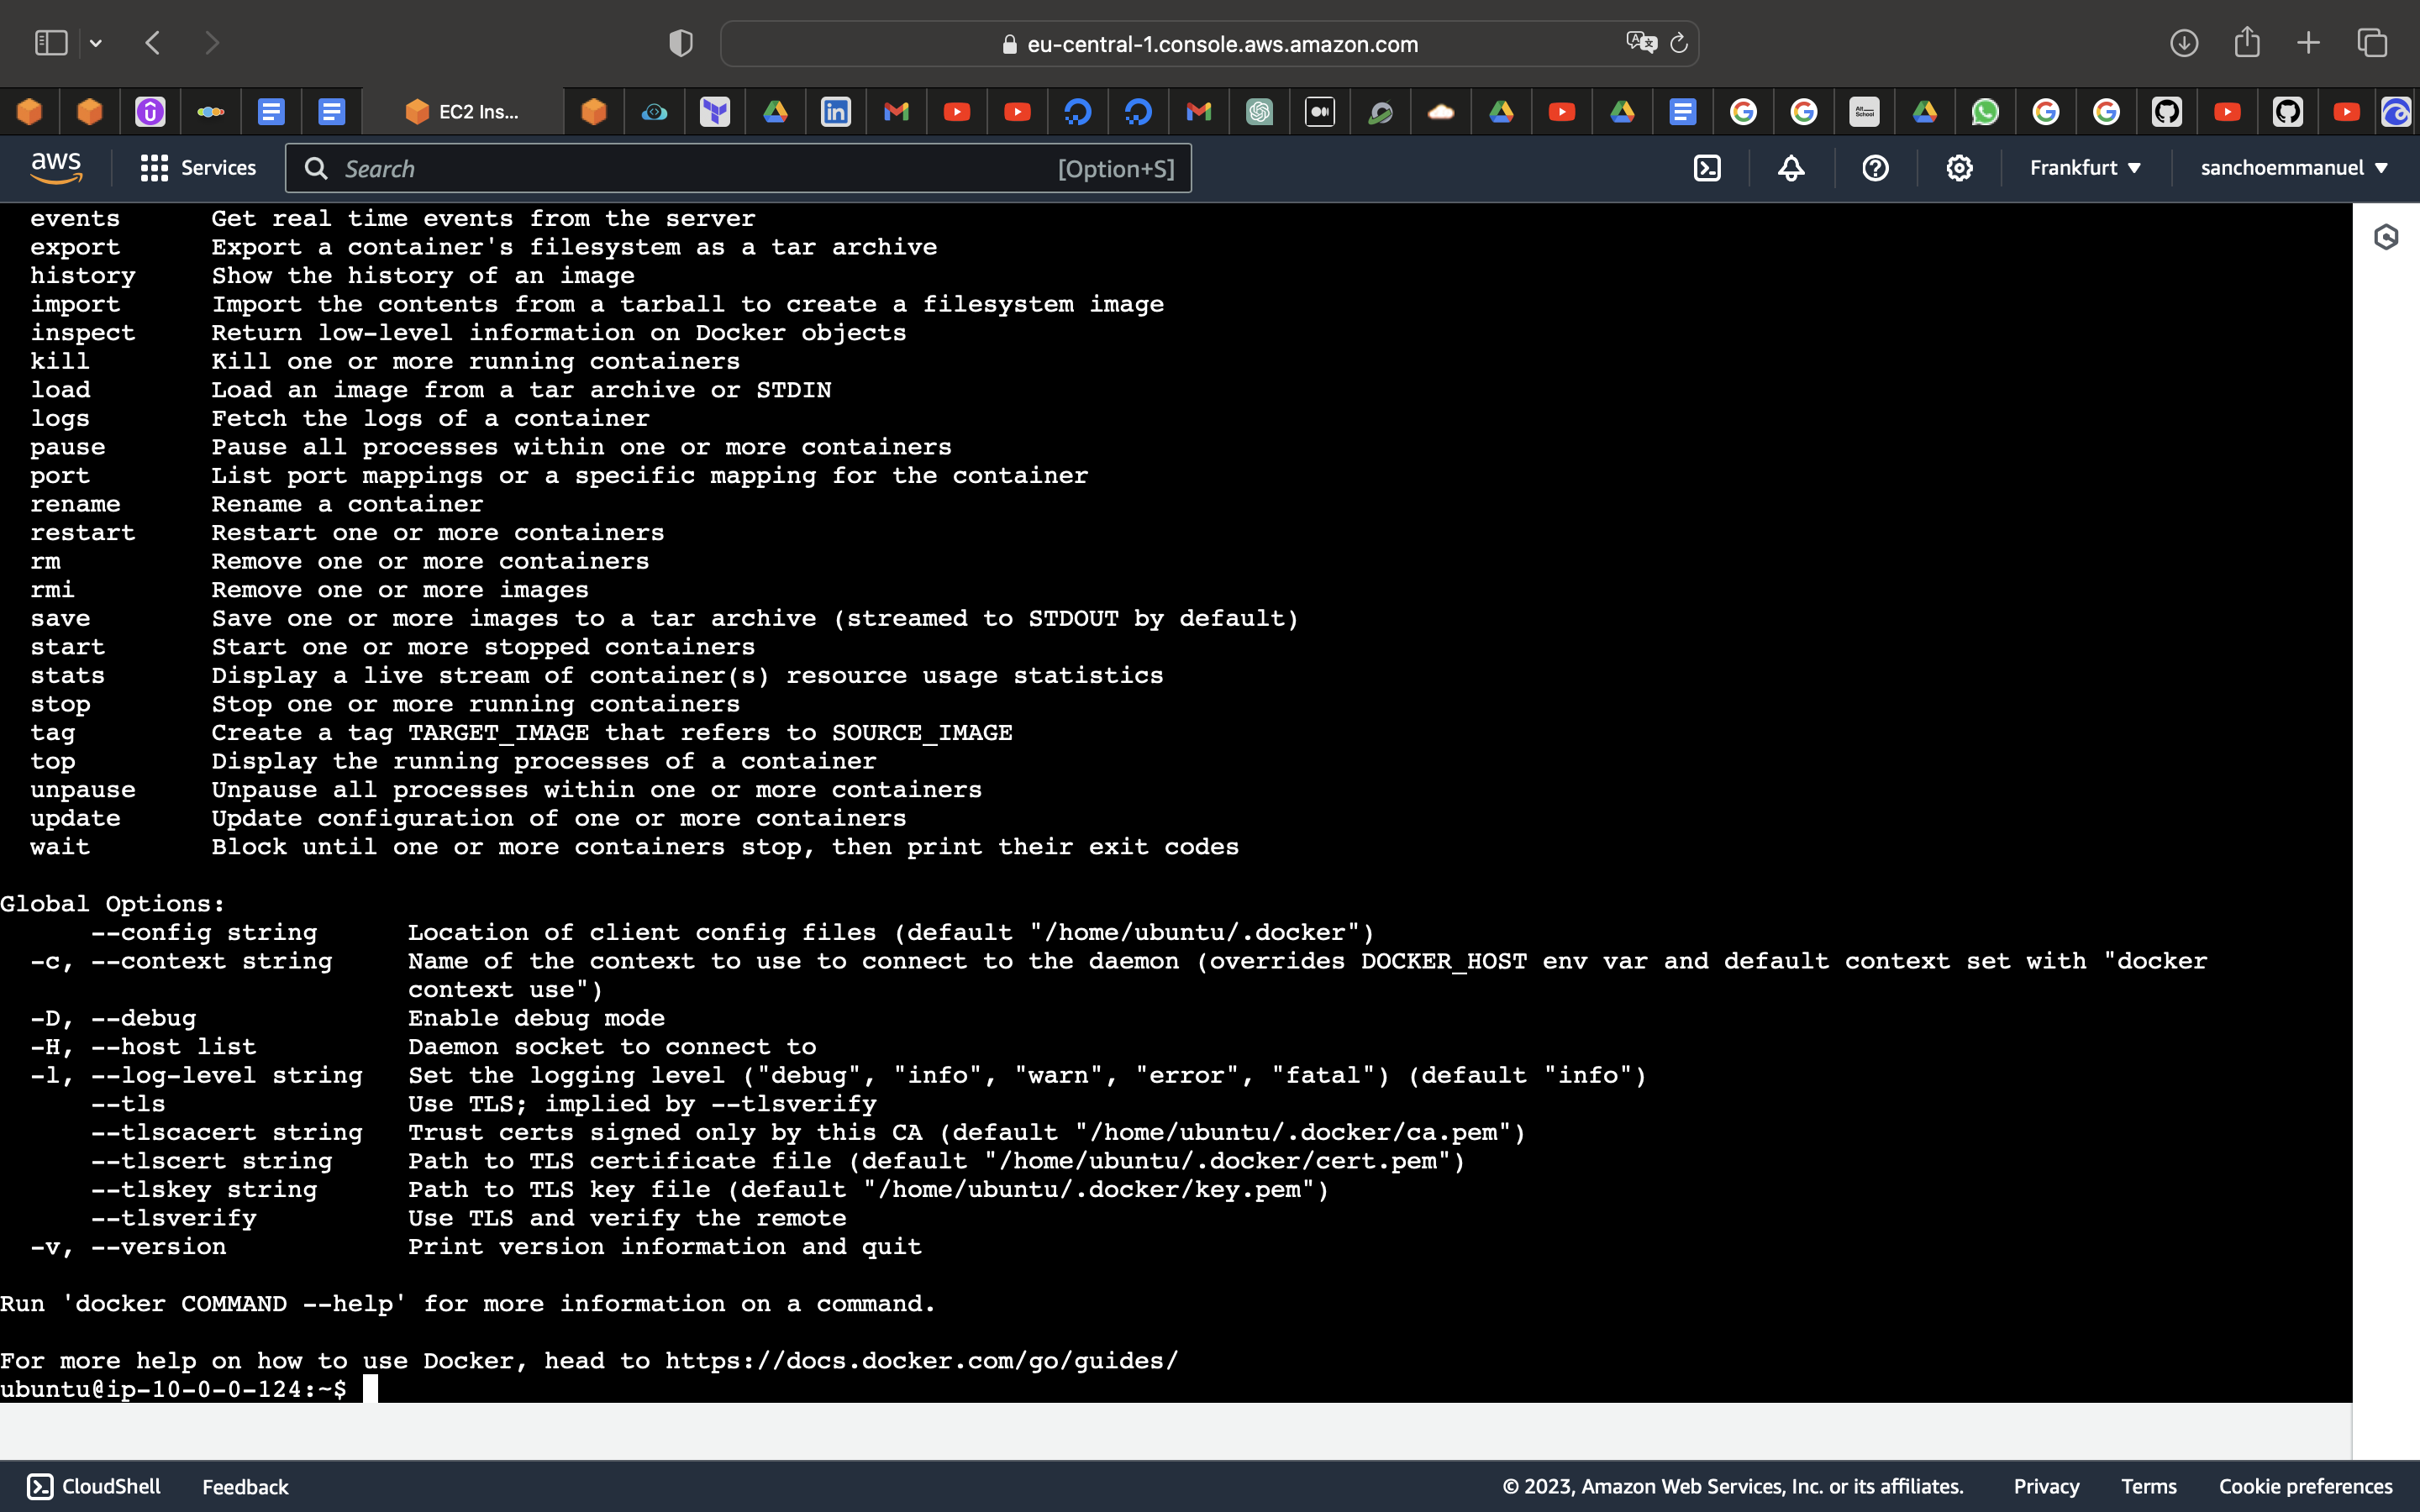 eu-central-1.console.aws.amazon.com
EC2 Ins...
aws
Services
Search
[Option+S]
Frankfurt
sanchoemmanuel
events      Get real time events from the server
export      Export a container's filesystem as a tar archive
history     Show the history of an image
import      Import the contents from a tarball to create a filesystem image
inspect     Return low-level information on Docker objects
kill        Kill one or more running containers
load        Load an image from a tar archive or STDIN
logs        Fetch the logs of a container
pause       Pause all processes within one or more containers
port        List port mappings or a specific mapping for the container
rename      Rename a container
restart     Restart one or more containers
rm          Remove one or more containers
rmi         Remove one or more images
save        Save one or more images to a tar archive (streamed to STDOUT by default)
start       Start one or more stopped containers
stats       Display a live stream of container(s) resource usage statistics
stop        Stop one or more running containers
tag         Create a tag TARGET_IMAGE that refers to SOURCE_IMAGE
top         Display the running processes of a container
unpause     Unpause all processes within one or more containers
update      Update configuration of one or more containers
wait        Block until one or more containers stop, then print their exit codes
Global Options:
    --config string      Location of client config files (default "/home/ubuntu/.docker")
-c, --context string     Name of the context to use to connect to the daemon (overrides DOCKER_HOST env var and default context set with "docker
                         context use")
-D, --debug              Enable debug mode
-H, --host list          Daemon socket to connect to
-l, --log-level string   Set the logging level ("debug", "info", "warn", "error", "fatal") (default "info")
    --tls                Use TLS; implied by --tlsverify
    --tlscacert string   Trust certs signed only by this CA (default "/home/ubuntu/.docker/ca.pem")
    --tlscert string     Path to TLS certificate file (default "/home/ubuntu/.docker/cert.pem")
    --tlskey string      Path to TLS key file (default "/home/ubuntu/.docker/key.pem")
    --tlsverify          Use TLS and verify the remote
-v, --version            Print version information and quit
Run 'docker COMMAND --help' for more information on a command.
For more help on how to use Docker, head to https://docs.docker.com/go/guides/
ubuntu@ip-10-0-0-124:~$
CloudShell
Feedback
© 2023, Amazon Web Services, Inc. or its affiliates.
Privacy
Terms
Cookie preferences